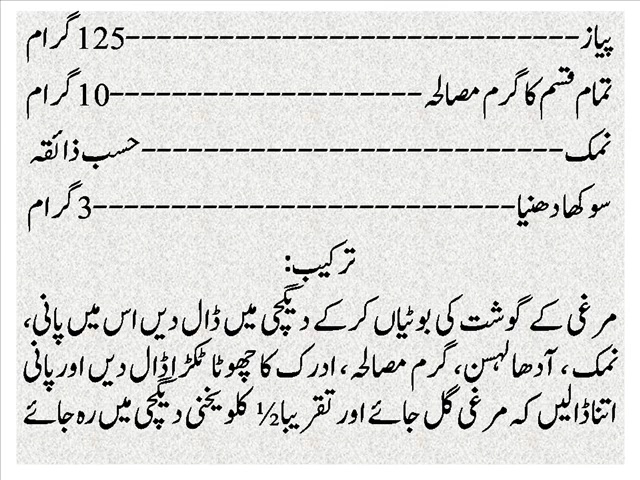 پیاز-----------------------------125 گرام
تمام قسم کا گرم مصالحہ--------------------10 گرام
نمک---------------------------حسب ذائقہ
سوکھا دھنیا---------------------------3 گرام
ترکیب:
مرغی کے گوشت کی بوٹیاں کر کے دیگچی میں ڈال دیں اس میں پانی،
نمک، آدھا لہسن، گرم مصالحہ، ادرک کا چھوٹا ٹکڑا ڈال دیں اور پانی
اتنا ڈالیں کہ مرغی گل جائے اور تقریبا ½ کلو یخنی دیگچی میں رہ جائے